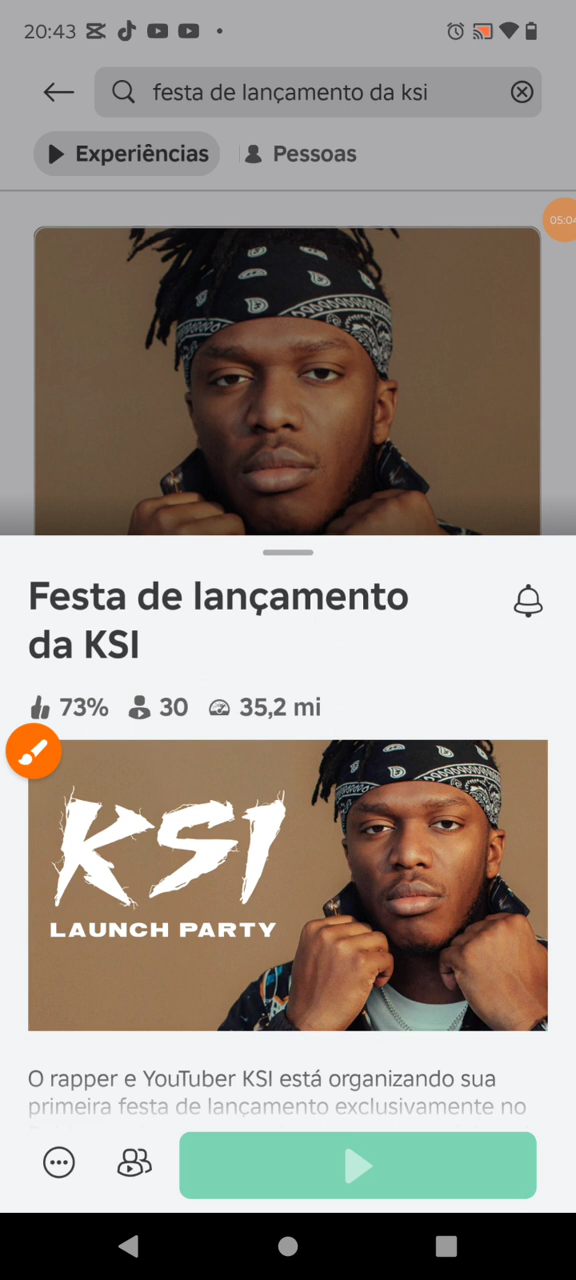 20:43
festa de lançamento da ksi
Experiências
Pessoas
05:04
Festa de lançamento
da KSI
73% 30 35,2 mi
KSI
LAUNCH PARTY
O rapper e YouTuber KSI está organizando sua
primeira festa de lançamento exclusivamente no